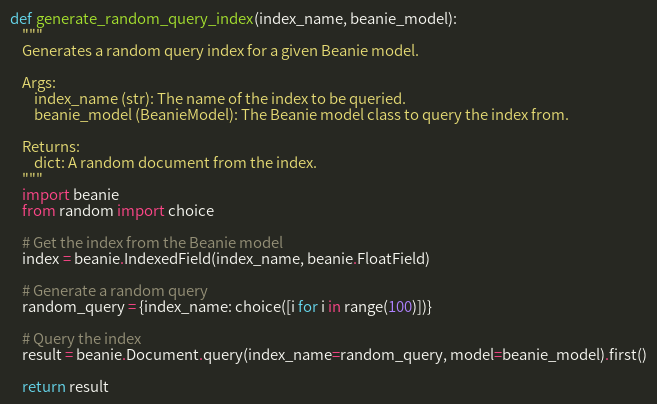 def generate_random_query_index(index_name, beanie_model):
"""
Generates a random query index for a given Beanie model.
Args:
index_name (str): The name of the index to be queried.
beanie_model (BeanieModel): The Beanie model class to query the index from.
Returns:
dict: A random document from the index.
"""
import beanie
from random import choice
# Get the index from the Beanie model
index = beanie.IndexedField(index_name, beanie.FloatField)
# Generate a random query
random_query = {index_name: choice([i for i in range(100)])}
# Query the index
result = beanie.Document.query(index_name=random_query, model=beanie_model).first()
return result